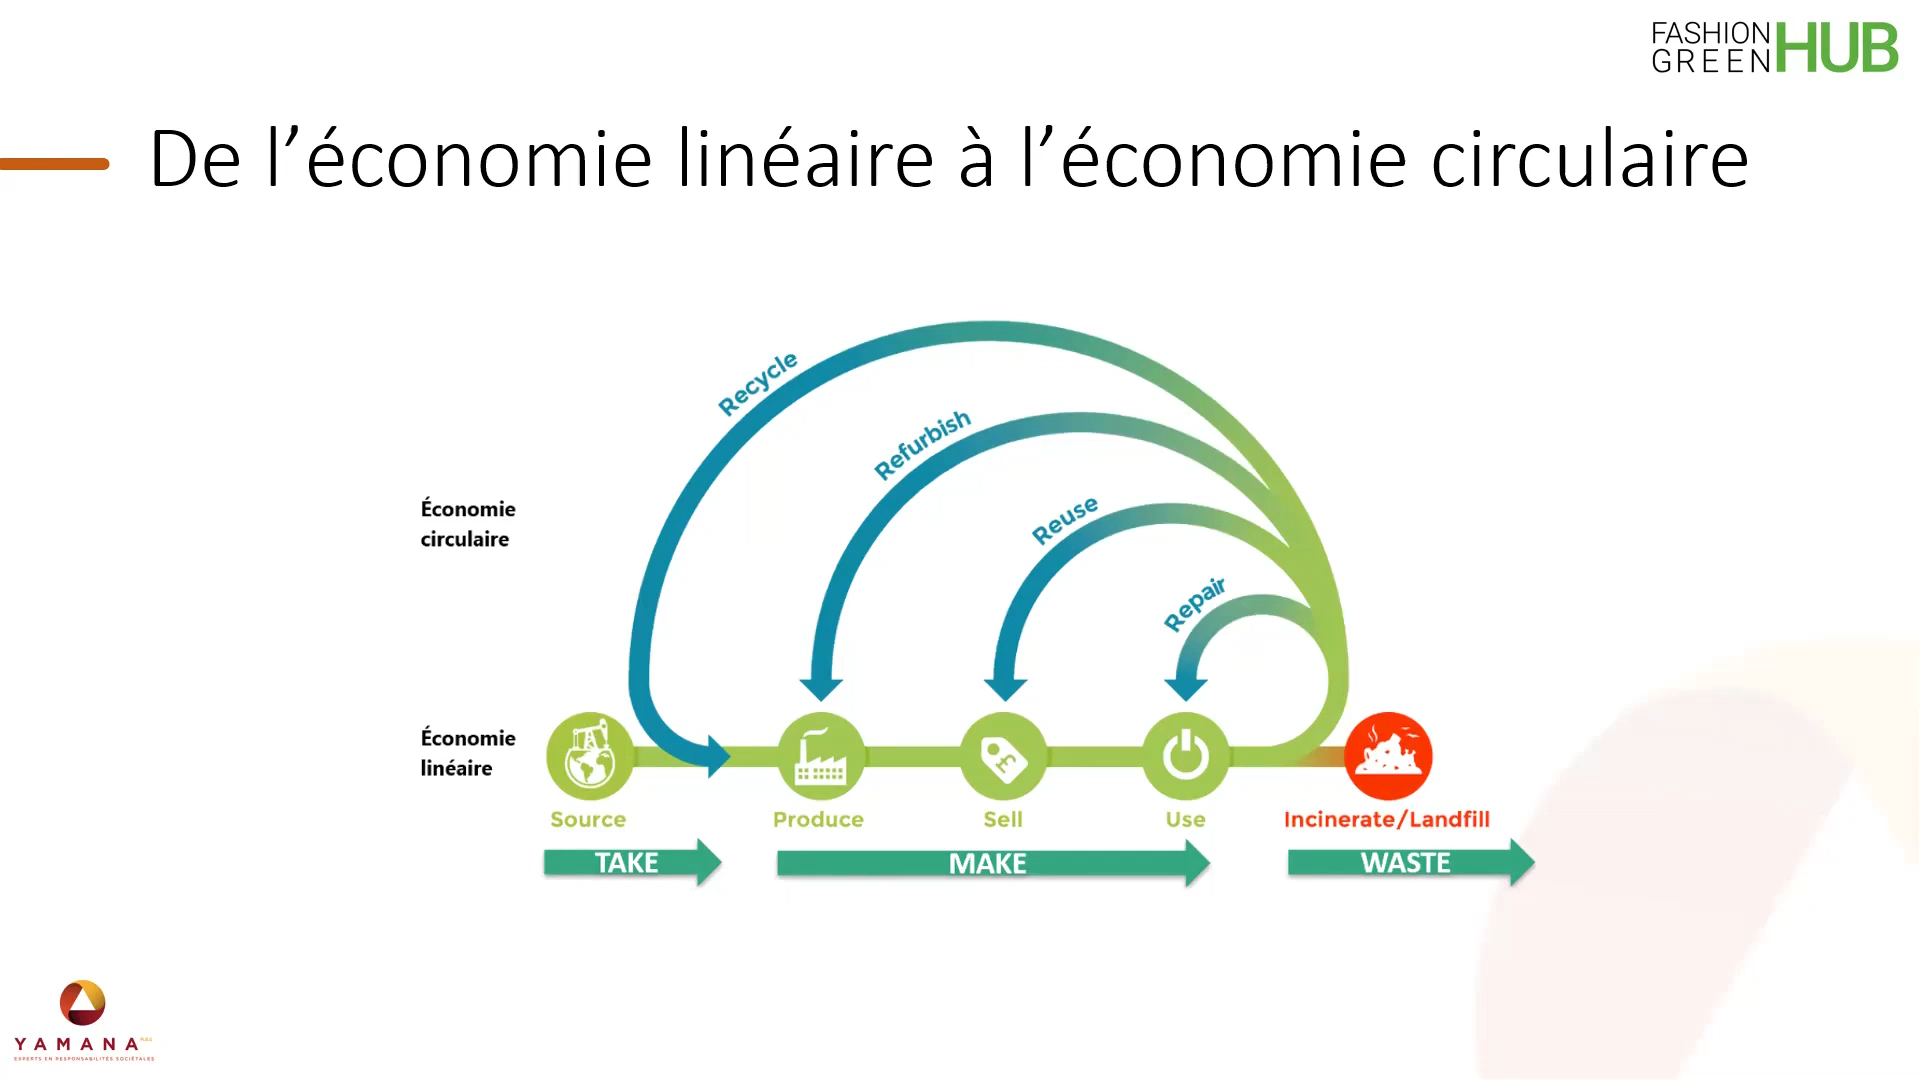 FASHION
GREEN HUB
De l’économie linéaire à l’économie circulaire
Recycle
Refurbish
Reuse
Repair
Économie
circulaire
Économie
linéaire
£
Source
Produce
Sell
Use
Incinerate/Landfill
TAKE
MAKE
WASTE
YAMANA
EXPERTS EN RESPONSABILITÉS SOCIÉTALES